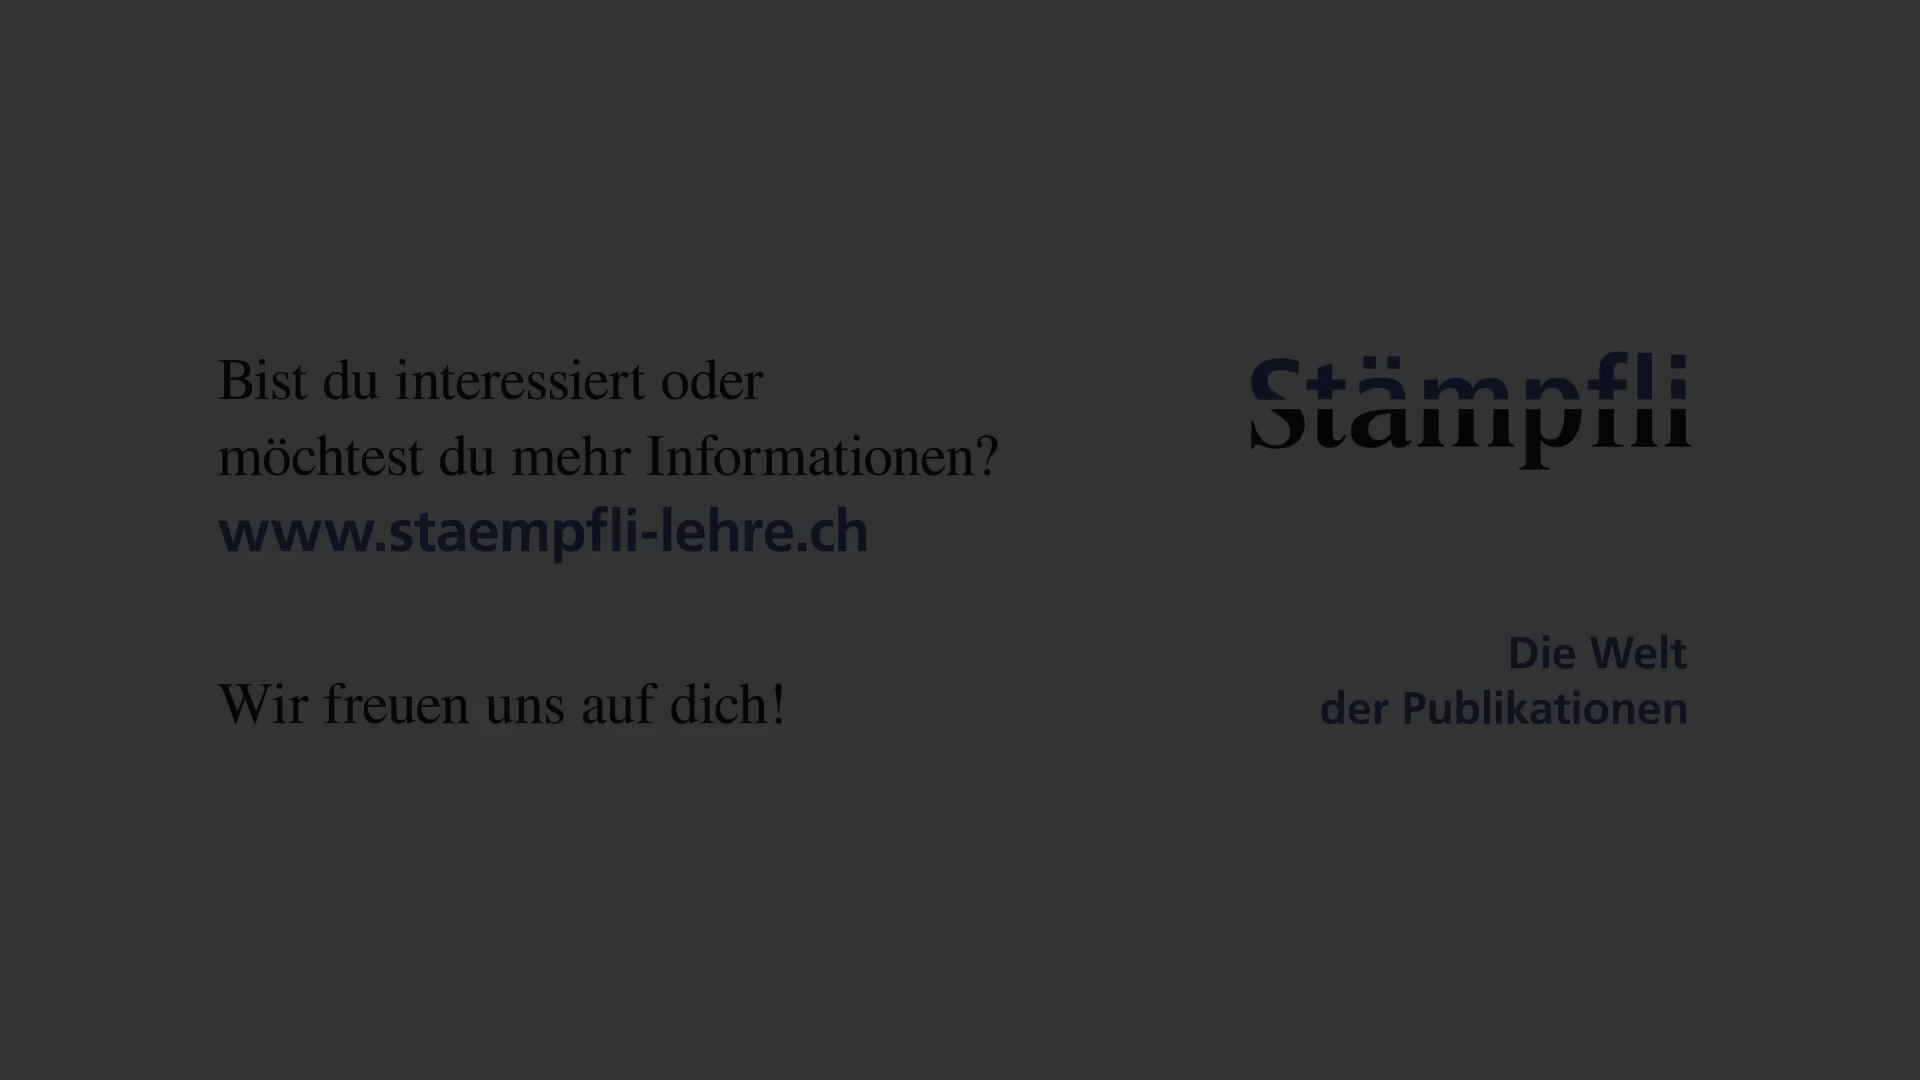 Bist du interessiert oder
möchtest du mehr Informationen?
www.staempfli-lehre.ch
Wir freuen uns auf dich!
Stämpfli
Die Welt
der Publikationen